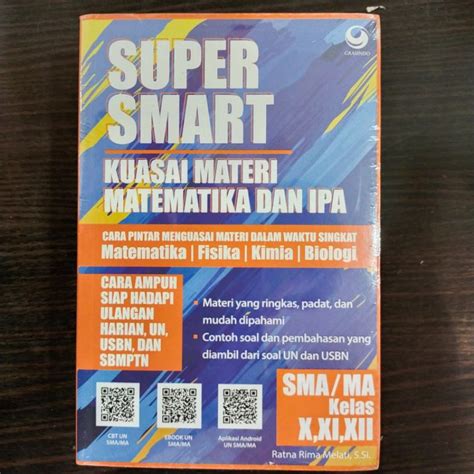 GRASINDO
SUPER
SMART
KUASAI MATERI
MATEMATIKA DAN IPA
CARA PINTAR MENGUASAI MATERI DALAM WAKTU SINGKAT
Matematika | Fisika | Kimia | Biologi
CARA AMPUH
SIAP HADAPI
ULANGAN
HARIAN, UN,
USBN, DAN
SBMPTN
• Materi yang ringkas, padat, dan
mudah dipahami
• Contoh soal dan pembahasan yang
diambil dari soal UN dan USBN
CBT UN
SMA/MA
EBOOK UN
SMA/MA
Aplikasi Android
UN SMA/MA
SMA/MA
Kelas
X,XI,XII
Ratna Rima Melati, S.Si.